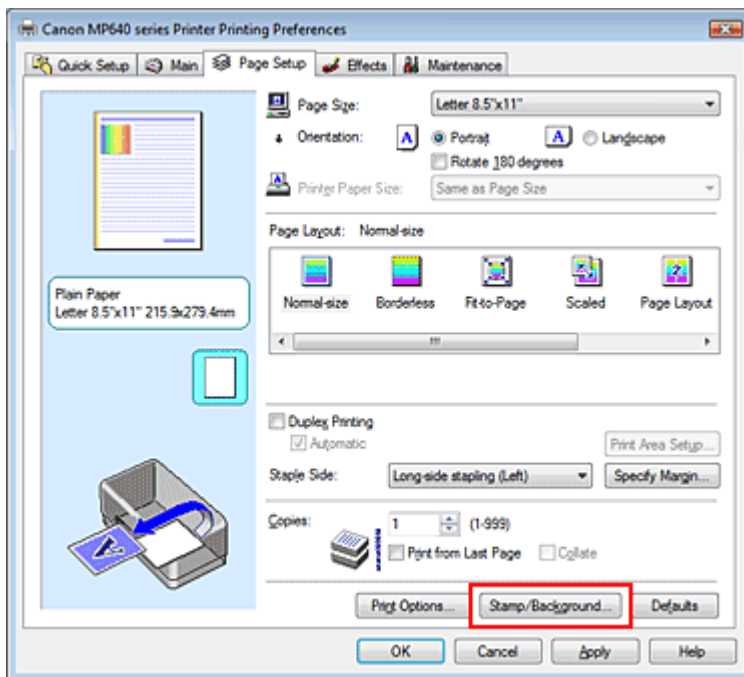 Canon MP640 series Printer Printing Preferences
Quick Setup Main Page Setup Effects Maintenance
Page Size: Letter 8.5"x11"
Orientation: A Portrait A Landscape
Rotate 180 degrees
Printer Paper Size: Same as Page Size
Page Layout: Normal-size
Normal-size Borderless Fit-to-Page Scaled Page Layout
Plain Paper
Letter 8.5"x11" 215.9x279.4mm
Duplex Printing
Automatic
Print Area Setup...
Staple Side: Long-side stapling (Left) Specify Margin...
Copies: 1 (1-999)
Print from Last Page Collate
Print Options... Stamp/Background... Defaults
OK Cancel Apply Help